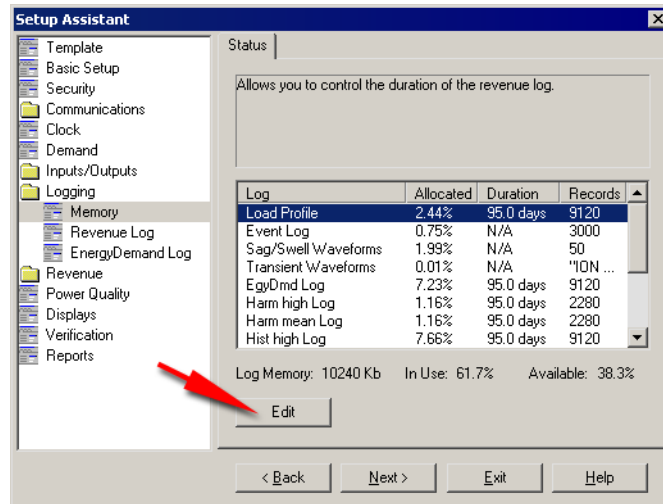 Setup Assistant
Template
Basic Setup
Security
Communications
Clock
Demand
Inputs/Outputs
Logging
Memory
Revenue Log
EnergyDemand Log
Revenue
Power Quality
Displays
Verification
Reports
Status
Allows you to control the duration of the revenue log.
Log Allocated Duration Records
Load Profile 2.44% 95.0 days 9120
Event Log 0.75% N/A 3000
Sag/Swell Waveforms 1.99% N/A 50
Transient Waveforms 0.01% N/A "ION ...
EgyDmd Log 7.23% 95.0 days 9120
Harm high Log 1.16% 95.0 days 2280
Harm mean Log 1.16% 95.0 days 2280
Hist high Log 7.66% 95.0 days 9120
Log Memory: 10240 Kb In Use: 61.7% Available: 38.3%
Edit
< Back Next > Exit Help